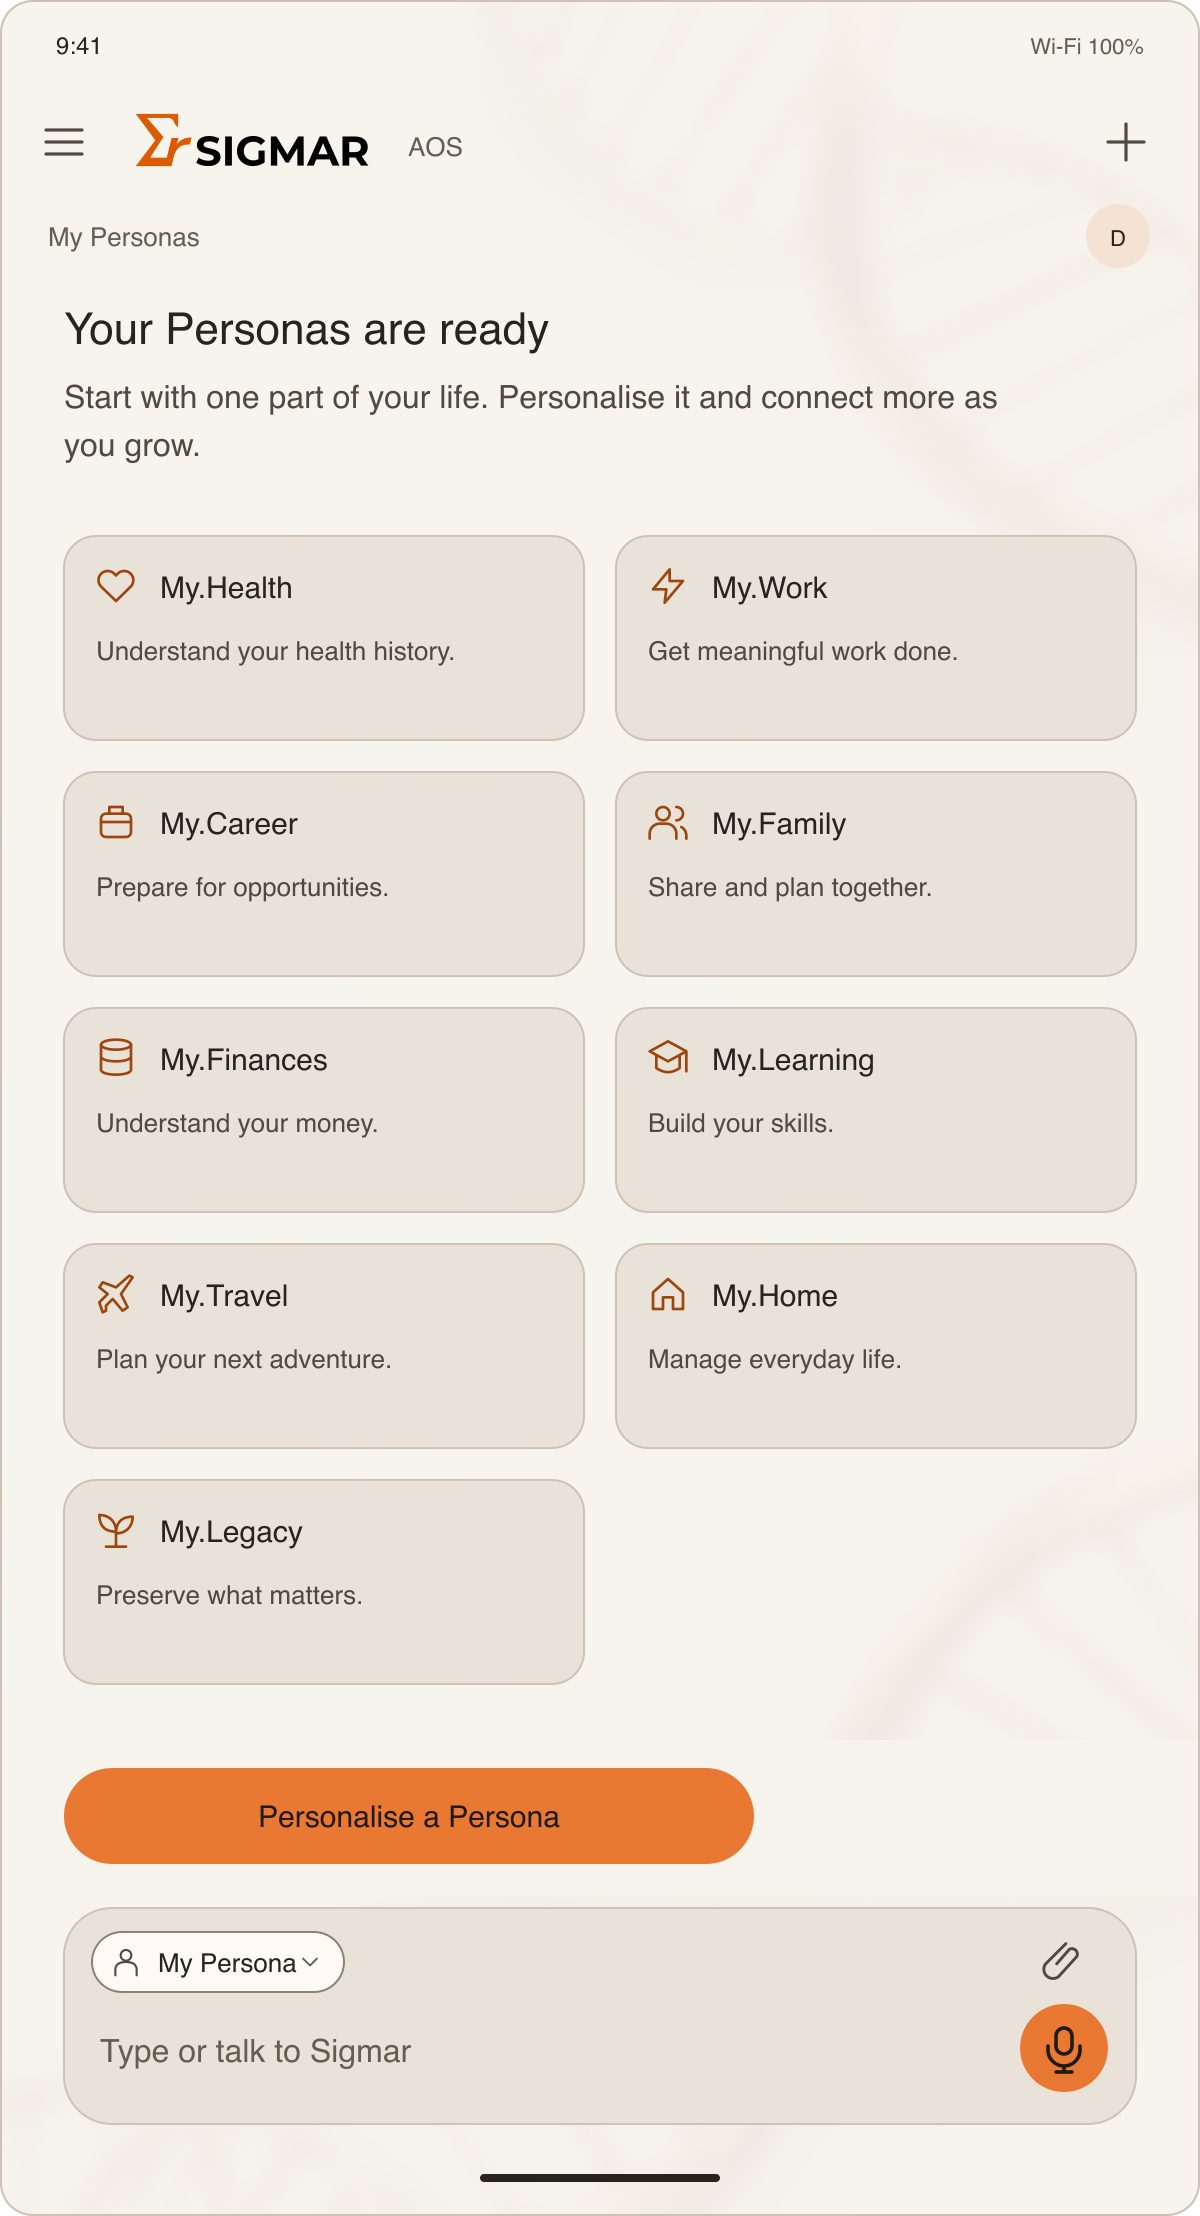 9:41
Wi-Fi 100%
Σr SIGMAR AOS
My Personas
D
Your Personas are ready
Start with one part of your life. Personalise it and connect more as
you grow.
My.Health
Understand your health history.
My.Work
Get meaningful work done.
My.Career
Prepare for opportunities.
My.Family
Share and plan together.
My.Finances
Understand your money.
My.Learning
Build your skills.
My.Travel
Plan your next adventure.
My.Home
Manage everyday life.
My.Legacy
Preserve what matters.
Personalise a Persona
My Persona
Type or talk to Sigmar